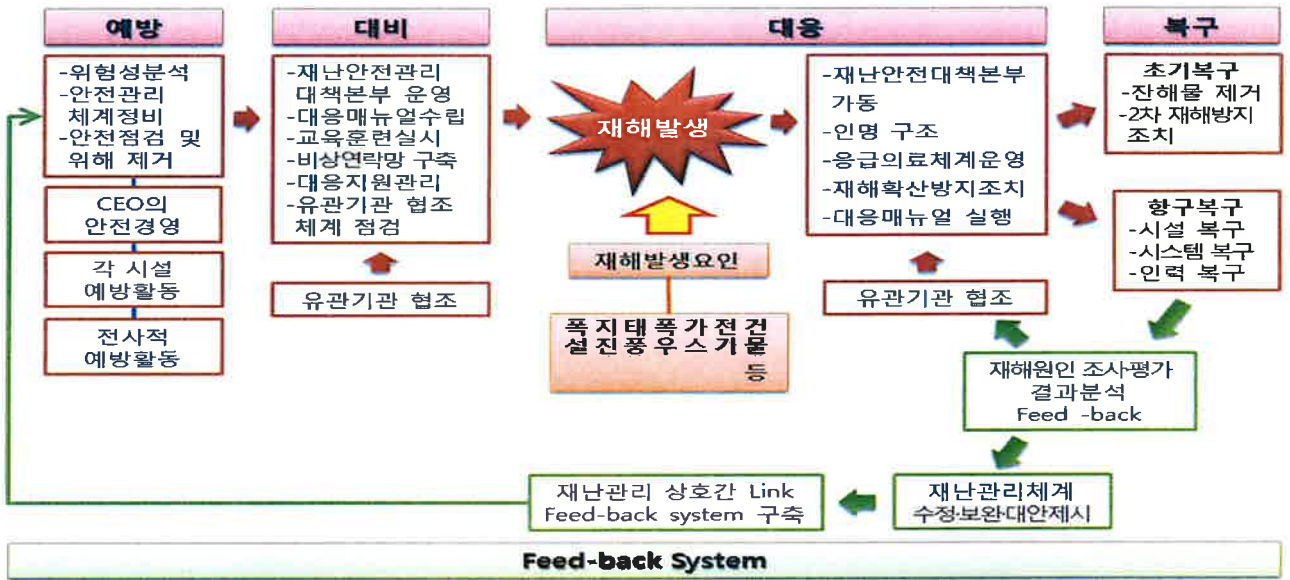 예방
-위험성분석
-안전관리
체계정비
-안전점검 및
위해 제거
CEO의
안전경영
각 시설
예방활동
전사적
예방활동
대비
-재난안전관리
대책본부 운영
-대응매뉴얼수립
-교육훈련실시
-비상연락망 구축
-대응지원관리
-유관기관 협조
체계 점검
유관기관 협조
대응
재해발생
재해발생요인
폭 지 태 폭 가 전 건
설 진 풍 우 스 기 물
등
-재난안전대책본부
가동
-인명 구조
-응급의료체계운영
-재해확산방지조치
-대응매뉴얼 실행
유관기관 협조
복구
초기복구
-잔해물 제거
-2차 재해방지
조치
항구복구
-시설 복구
-시스템 복구
-인력 복구
재해원인 조사·평가
결과분석
Feed -back
재난관리체계
수정·보완·대안제시
재난관리 상호간 Link
Feed-back system 구축
Feed-back System